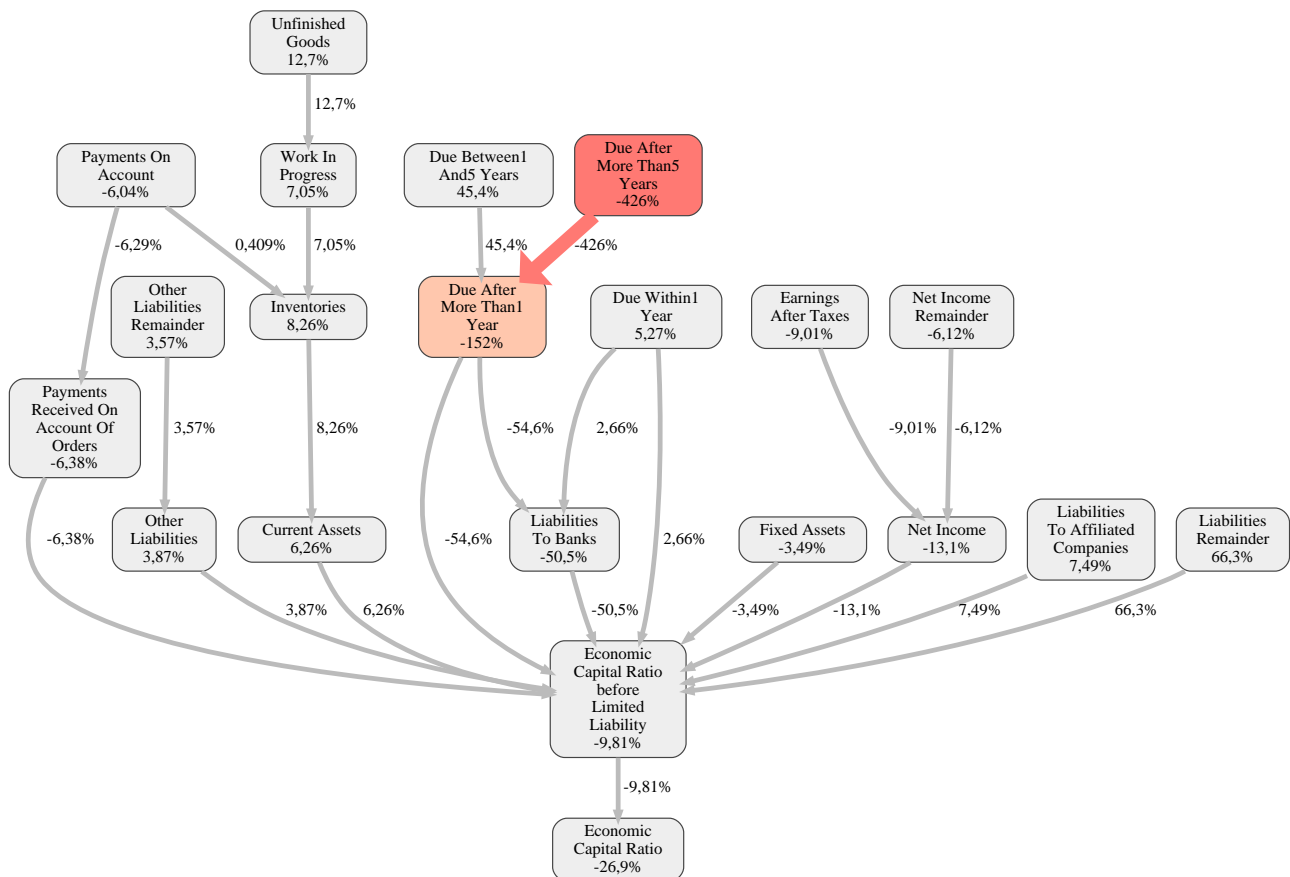 Unfinished
Goods
12,7%
12,7%
Payments On
Account
-6,04%
Work In
Progress
7,05%
Due Between1
And5 Years
45,4%
Due After
More Than5
Years
-426%
-6,29%
0,409%
7,05%
45,4%
-426%
Other
Liabilities
Remainder
3,57%
Inventories
8,26%
Due After
More Than1
Year
-152%
Due Within1
Year
5,27%
Earnings
After Taxes
-9,01%
Net Income
Remainder
-6,12%
Payments
Received On
Account Of
Orders
-6,38%
3,57%
8,26%
-54,6%
2,66%
-9,01%
-6,12%
Other
Liabilities
3,87%
Current Assets
6,26%
Liabilities
To Banks
-50,5%
Fixed Assets
-3,49%
Net Income
-13,1%
Liabilities
To Affiliated
Companies
7,49%
Liabilities
Remainder
66,3%
-6,38%
-54,6%
2,66%
3,87%
6,26%
-50,5%
-3,49%
-13,1%
7,49%
66,3%
Economic
Capital Ratio
before
Limited
Liability
-9,81%
-9,81%
Economic
Capital Ratio
-26,9%